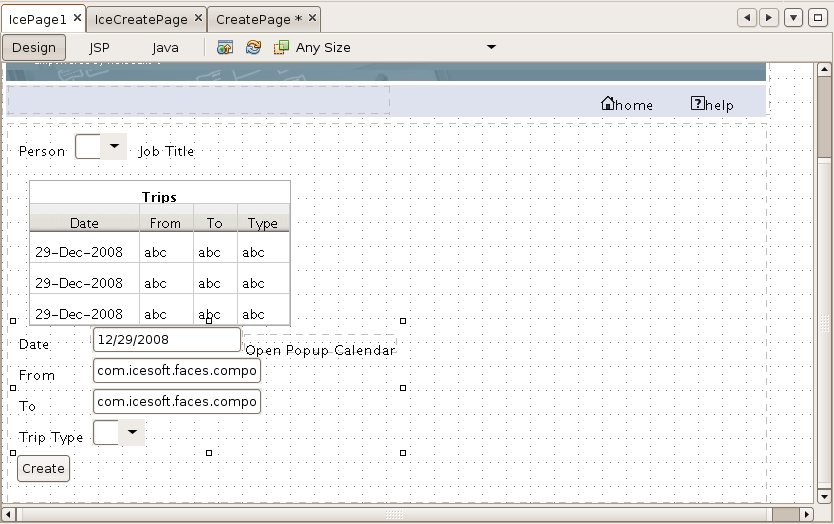 IcePage1 IceCreatePage CreatePage *
Design JSP Java Any Size
home help
Person Job Title
Trips
Date From To Type
29-Dec-2008 abc abc abc
29-Dec-2008 abc abc abc
29-Dec-2008 abc abc abc
Date 12/29/2008 Open Popup Calendar
From com.icesoft.faces.compo
To com.icesoft.faces.compo
Trip Type
Create